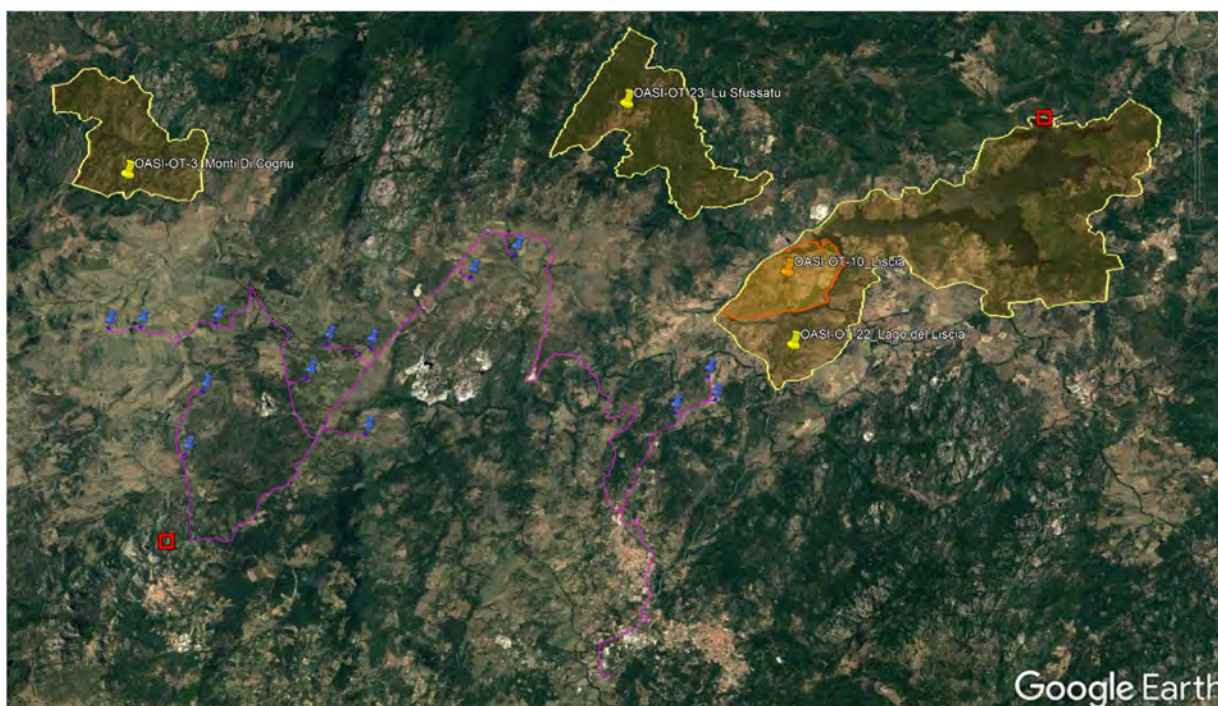 OASI-OT-23_Lu Sfussatu
OASI-OT-3_Monti Di Cognu
OASI-OT-10_Liscia
OASI-OT-22_Lago del Liscia
Google Earth